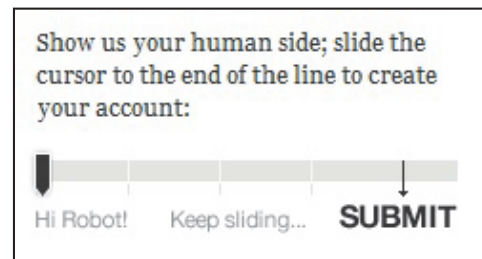 Show us your human side; slide the
cursor to the end of the line to create
your account:
Hi Robot! Keep sliding... SUBMIT